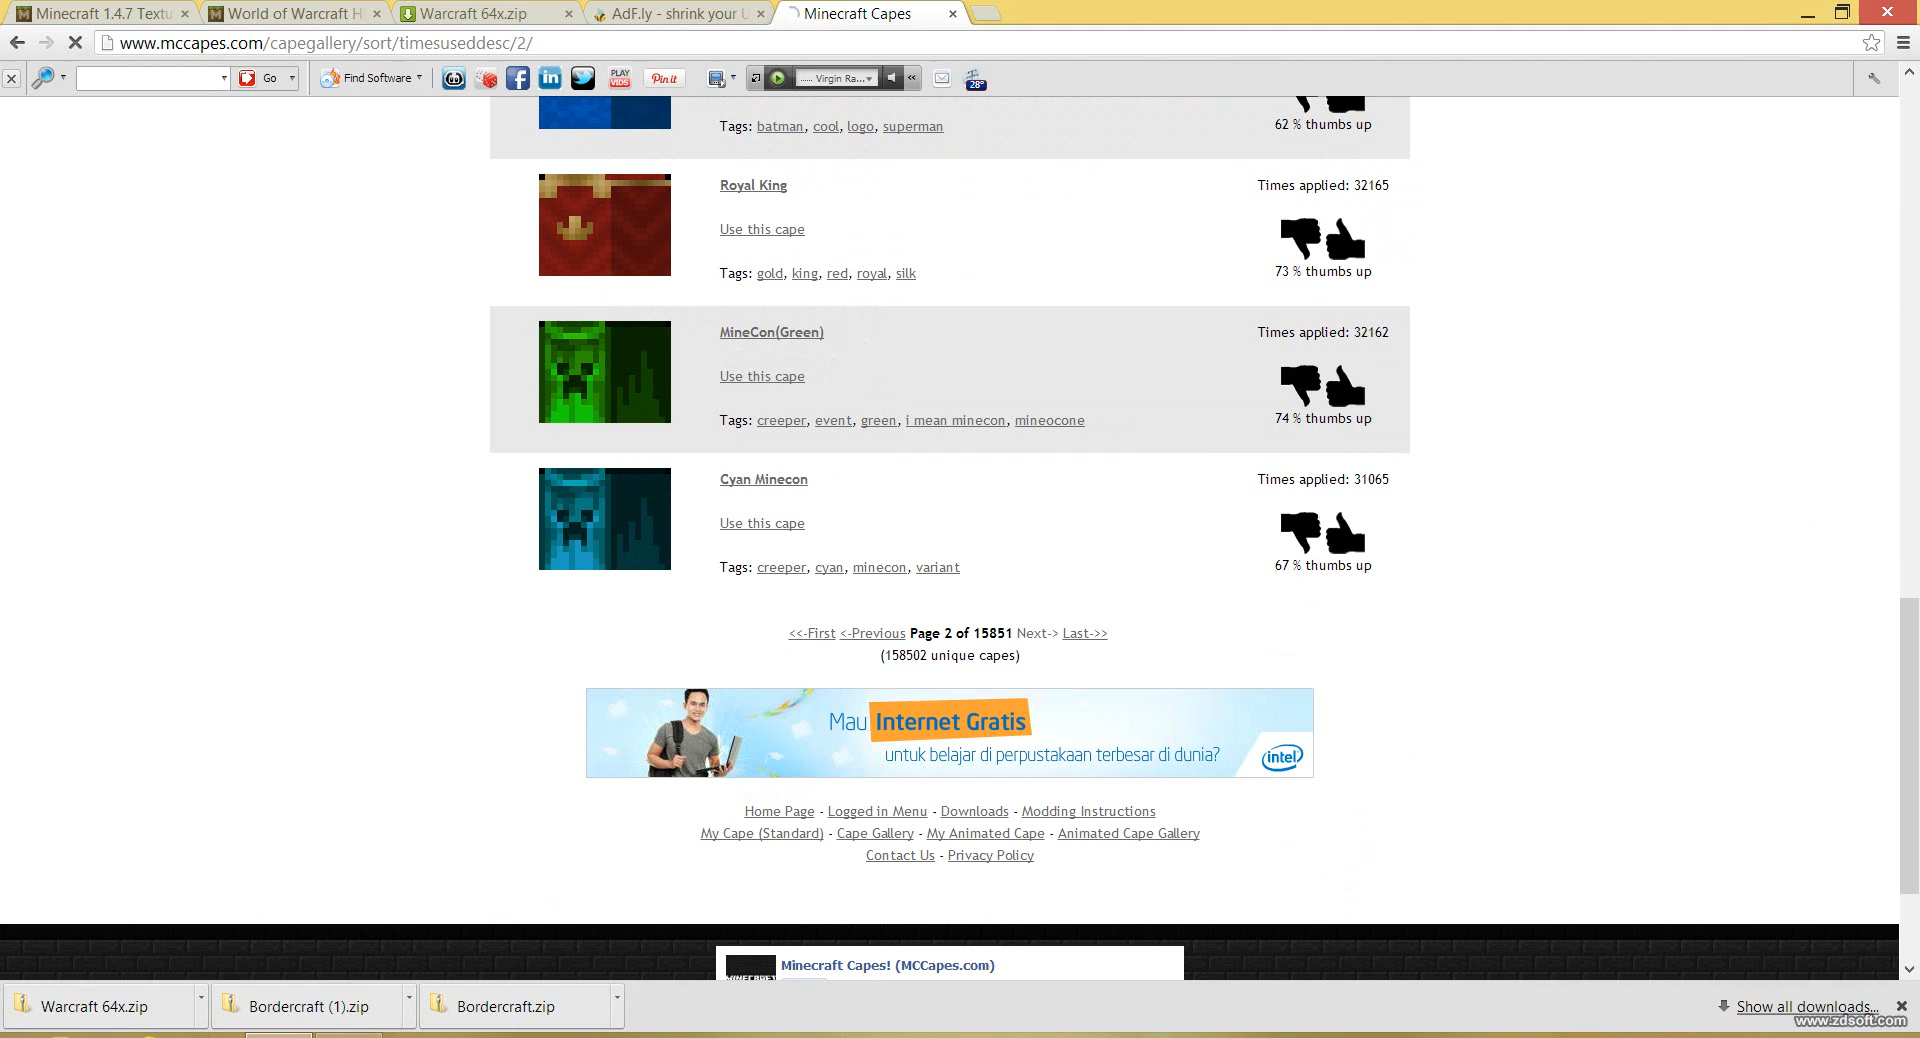 Minecraft 1.4.7 Textu
World of Warcraft H
Warcraft 64x.zip
AdF.ly - shrink your U
Minecraft Capes
www.mccapes.com/capegallery/sort/timesuseddesc/2/
Go
Find Software
PLAY VIDS
Pin it
Virgin Ra...
28°
Tags: batman, cool, logo, superman
62 % thumbs up
Royal King
Times applied: 32165
Use this cape
Tags: gold, king, red, royal, silk
73 % thumbs up
MineCon(Green)
Times applied: 32162
Use this cape
Tags: creeper, event, green, i mean minecon, mineocone
74 % thumbs up
Cyan Minecon
Times applied: 31065
Use this cape
Tags: creeper, cyan, minecon, variant
67 % thumbs up
<<-First <-Previous Page 2 of 15851 Next-> Last->>
(158502 unique capes)
Mau Internet Gratis
untuk belajar di perpustakaan terbesar di dunia?
intel
Home Page - Logged in Menu - Downloads - Modding Instructions
My Cape (Standard) - Cape Gallery - My Animated Cape - Animated Cape Gallery
Contact Us - Privacy Policy
Minecraft Capes! (MCCapes.com)
MINECRAFT
Warcraft 64x.zip
Bordercraft (1).zip
Bordercraft.zip
Show all downloads...
www.zdsoft.com